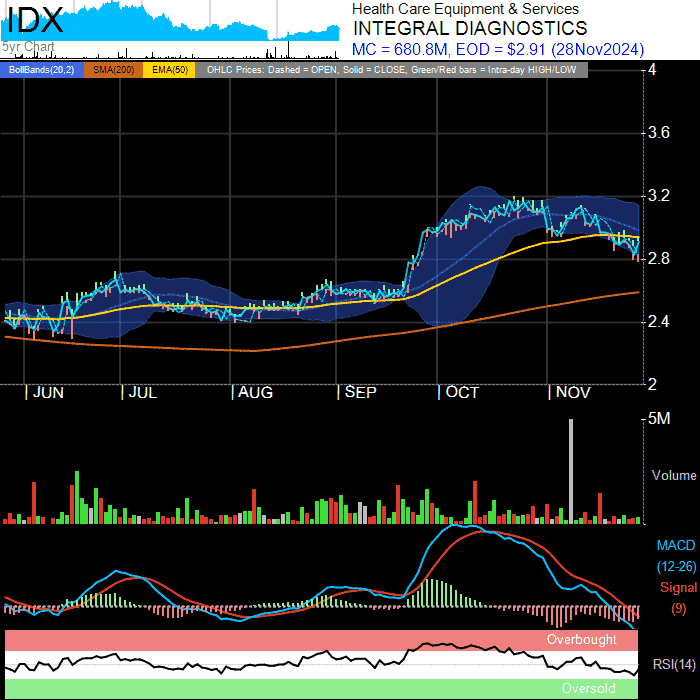 IDX
5yr Chart
Health Care Equipment & Services
INTEGRAL DIAGNOSTICS
MC = 680.8M, EOD = $2.91 (28Nov2024)
BollBands(20,2) SMA(200) EMA(50) OHLC Prices: Dashed = OPEN, Solid = CLOSE, Green/Red bars = Intra-day HIGH/LOW
4
3.6
3.2
2.8
2.4
2
JUN JUL AUG SEP OCT NOV
5M
Volume
MACD
(12-26)
Signal
(9)
Overbought
RSI(14)
Oversold